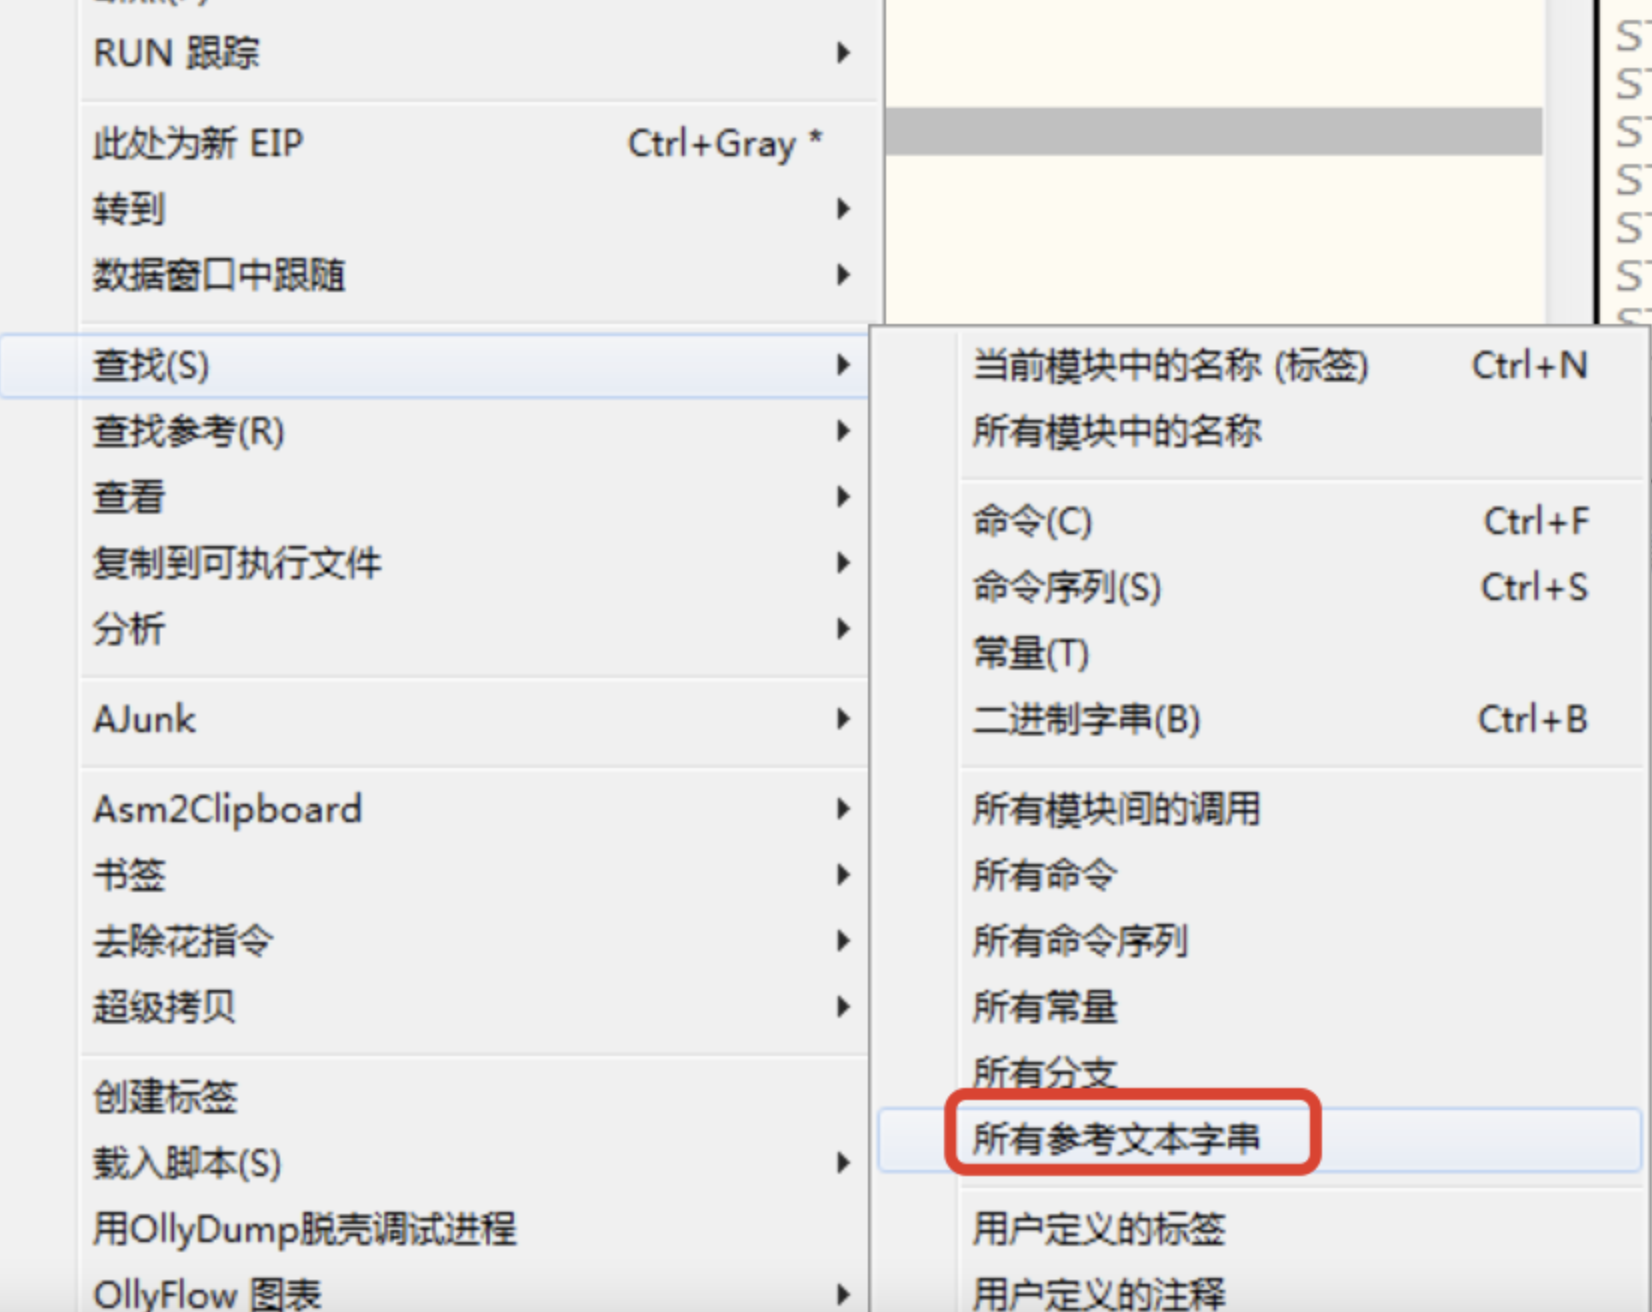 RUN 跟踪
此处为新 EIP Ctrl+Gray *
转到
数据窗口中跟随
查找(S)
查找参考(R)
查看
复制到可执行文件
分析
AJunk
Asm2Clipboard
书签
去除花指令
超级拷贝
创建标签
载入脚本(S)
用OllyDump脱壳调试进程
OllyFlow 图表
当前模块中的名称 (标签) Ctrl+N
所有模块中的名称
命令(C) Ctrl+F
命令序列(S) Ctrl+S
常量(T)
二进制字串(B) Ctrl+B
所有模块间的调用
所有命令
所有命令序列
所有常量
所有分支
所有参考文本字串
用户定义的标签
用户定义的注释